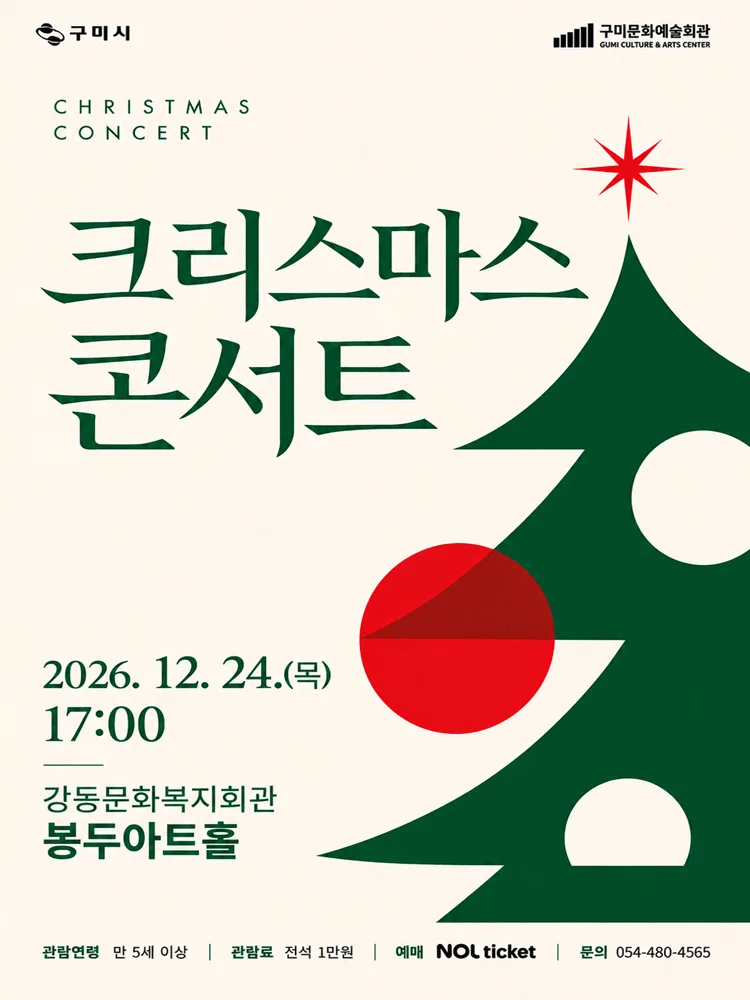 구미시
구미문화예술회관
GUMI CULTURE & ARTS CENTER
CHRISTMAS
CONCERT
크리스마스
콘서트
2026. 12. 24.(목)
17:00
강동문화복지회관
봉두아트홀
관람연령 만 5세 이상 | 관람료 전석 1만원 | 예매 NOL ticket | 문의 054-480-4565